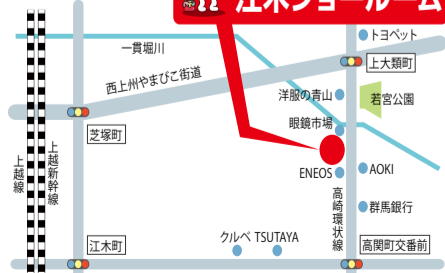 江木ショールーム
トヨペット
一貫堀川
上大類町
西上州やまびこ街道
洋服の青山
若宮公園
眼鏡市場
芝塚町
上越線
上越新幹線
ENEOS
AOKI
高崎環状線
群馬銀行
クルベ TSUTAYA
江木町
高関町交番前